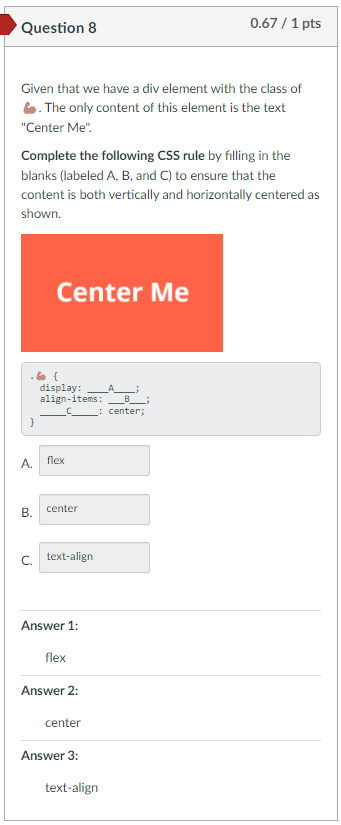 Question 8
0.67 / 1 pts
Given that we have a div element with the class of
💪🏽. The only content of this element is the text
"Center Me".
Complete the following CSS rule by filling in the
blanks (labeled A, B, and C) to ensure that the
content is both vertically and horizontally centered as
shown.
Center Me
.💪🏽 {
display: ____A____;
align-items: ___B___;
_____C_____: center;
}
A. flex
B. center
C. text-align
Answer 1:
flex
Answer 2:
center
Answer 3:
text-align